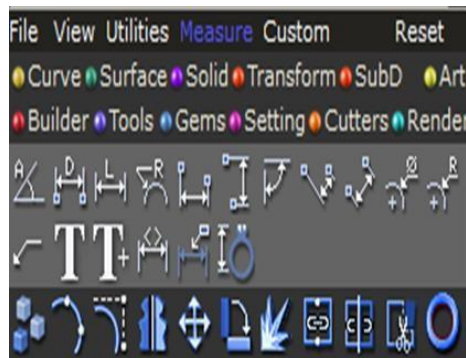 File View Utilities Measure Custom Reset
Curve Surface Solid Transform SubD Art
Builder Tools Gems Setting Cutters Render
A D L R Ø R
T T+